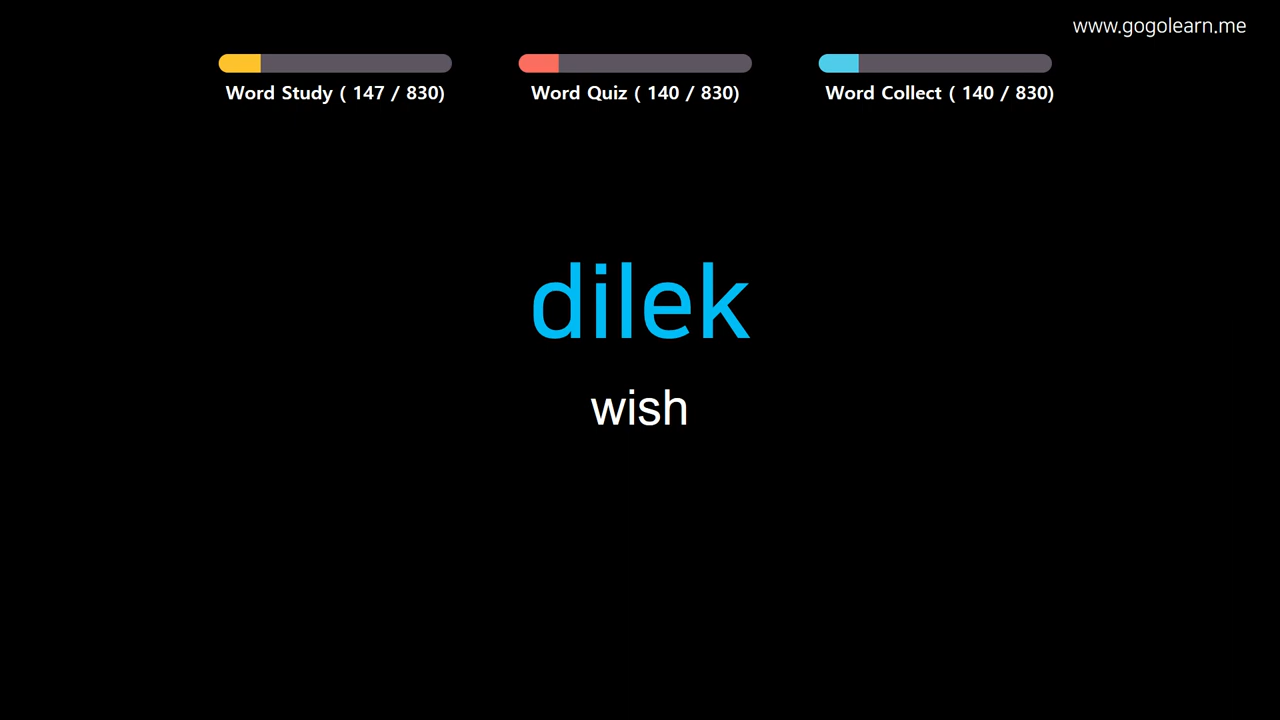 www.gogolearn.me
Word Study ( 147 / 830)
Word Quiz ( 140 / 830)
Word Collect ( 140 / 830)
dilek
wish